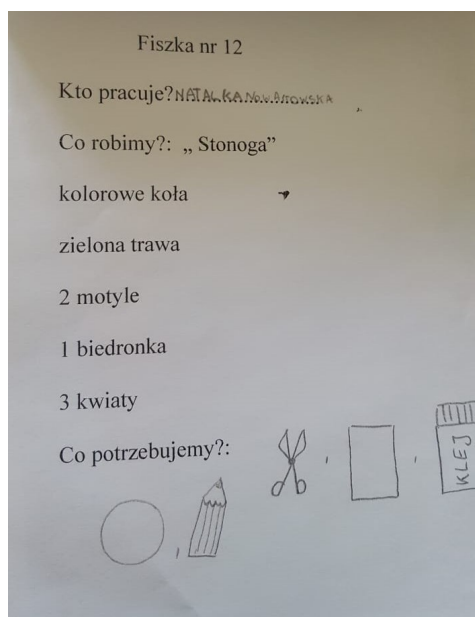 Fiszka nr 12
Kto pracuje? NATALKA
Co robimy?: „ Stonoga”
kolorowe koła
zielona trawa
2 motyle
1 biedronka
3 kwiaty
Co potrzebujemy?:
KLEJ